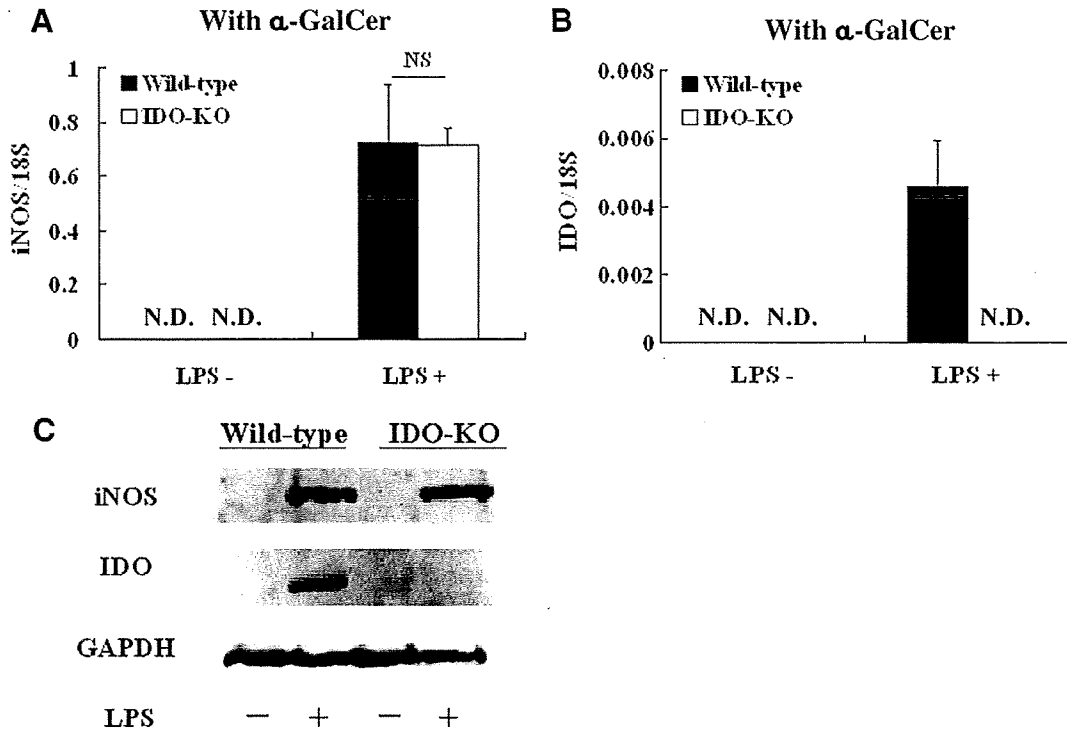 A
With α-GalCer
iNOS/18S
1
0.8
0.6
0.4
0.2
0
Wild-type
IDO-KO
NS
N.D. N.D.
LPS - LPS +
B
With α-GalCer
IDO/18S
0.008
0.006
0.004
0.002
0
Wild-type
IDO-KO
N.D. N.D. N.D.
LPS - LPS +
C
Wild-type IDO-KO
iNOS
IDO
GAPDH
LPS − + − +